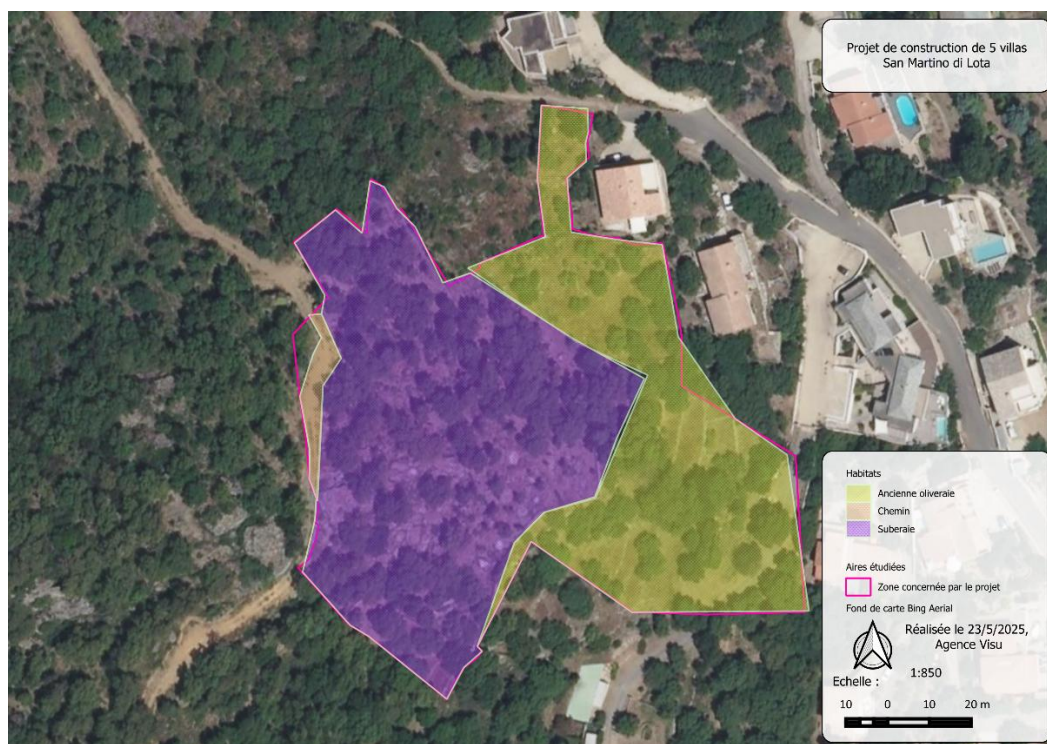 Projet de construction de 5 villas
San Martino di Lota
Habitats
Ancienne oliveraie
Chemin
Suberaie
Aires étudiées
Zone concernée par le projet
Fond de carte Bing Aerial
Réalisée le 23/5/2025,
Agence Visu
1:850
Echelle :
10 0 10 20 m